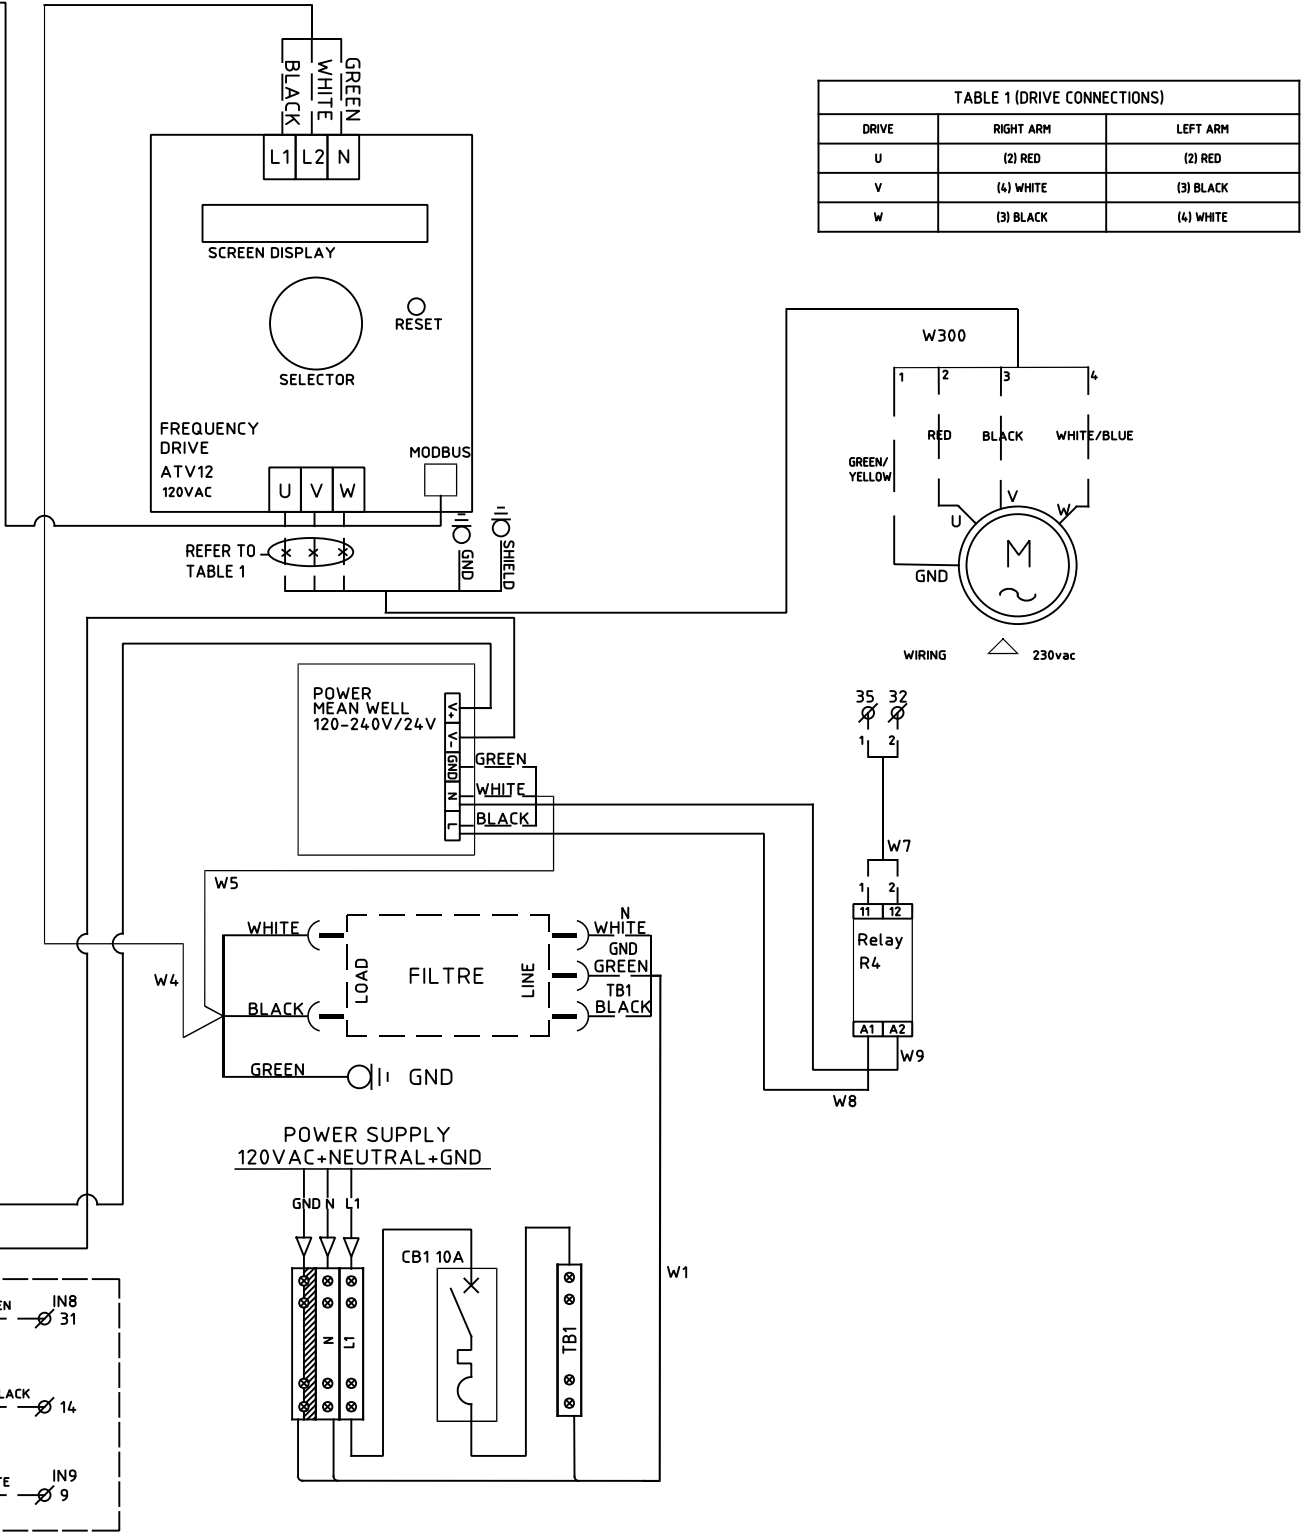 BLACK
WHITE
GREEN
L1 L2 N
SCREEN DISPLAY
RESET
SELECTOR
FREQUENCY
DRIVE
ATV12
120VAC
MODBUS
U V W
REFER TO
TABLE 1
GND
SHIELD
TABLE 1 (DRIVE CONNECTIONS)
DRIVE RIGHT ARM LEFT ARM
U (2) RED (2) RED
V (4) WHITE (3) BLACK
W (3) BLACK (4) WHITE
W300
1 2 3 4
RED BLACK WHITE/BLUE
GREEN/
YELLOW
U V W
M
GND
WIRING 230vac
POWER
MEAN WELL
120-240V/24V
V+
V-
GND
N
L
GREEN
WHITE
BLACK
35 32
1 2
W7
1 2
11 12
Relay
R4
A1 A2
W9
W8
W5
W4
WHITE
BLACK
GREEN
LOAD
FILTRE
LINE
N
WHITE
GND
GREEN
TB1
BLACK
GND
POWER SUPPLY
120VAC+NEUTRAL+GND
GND N L1
CB1 10A
N
L1
TB1
W1
EN
IN8
31
LACK
14
TE
IN9
9